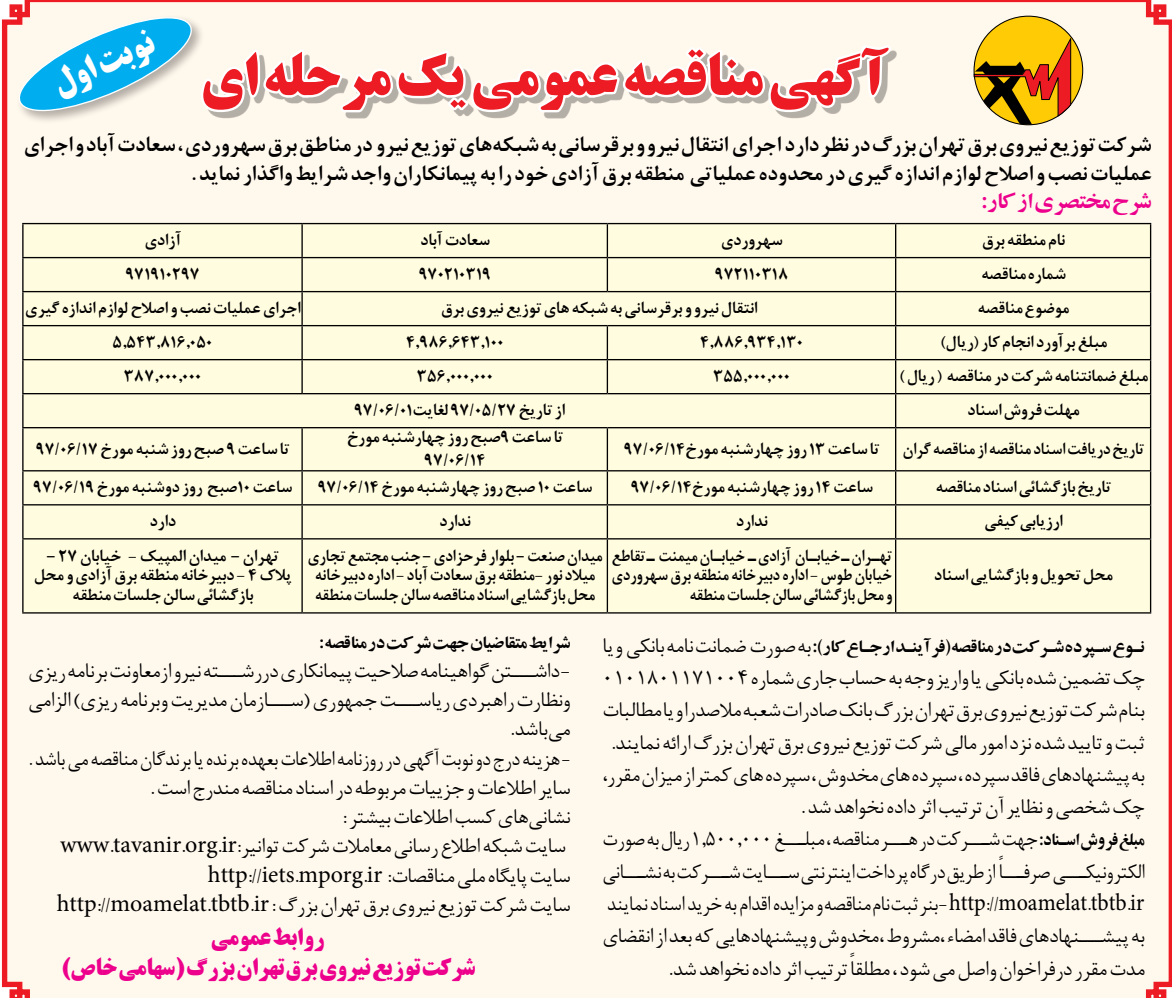 نوبت اول
آگهی مناقصه عمومی یک مرحله‌ای
شرکت توزیع نیروی برق تهران بزرگ در نظر دارد اجرای انتقال نیرو و برقرسانی به شبکه‌های توزیع نیرو در مناطق برق سهروردی، سعادت آباد و اجرای
عملیات نصب و اصلاح لوازم اندازه گیری در محدوده عملیاتی منطقه برق آزادی خود را به پیمانکاران واجد شرایط واگذار نماید.
شرح مختصری از کار:
نام منطقه برق	سهروردی	سعادت آباد	آزادی
شماره مناقصه	۹۷۲۱۱۰۳۱۸	۹۷۰۲۱۰۳۱۹	۹۷۱۹۱۰۲۹۷
موضوع مناقصه	انتقال نیرو و برقرسانی به شبکه های توزیع نیروی برق	اجرای عملیات نصب و اصلاح لوازم اندازه گیری
مبلغ برآورد انجام کار (ریال)	۴,۸۸۶,۹۳۴,۱۳۰	۴,۹۸۶,۶۴۳,۱۰۰	۵,۵۴۳,۸۱۶,۰۵۰
مبلغ ضمانتنامه شرکت در مناقصه (ریال)	۳۵۵,۰۰۰,۰۰۰	۳۵۶,۰۰۰,۰۰۰	۳۸۷,۰۰۰,۰۰۰
مهلت فروش اسناد	از تاریخ ۹۷/۰۵/۲۷ لغایت ۹۷/۰۶/۰۱
تاریخ دریافت اسناد مناقصه از مناقصه گران	تا ساعت ۱۳ روز چهارشنبه مورخ ۹۷/۰۶/۱۴	تا ساعت ۹صبح روز چهارشنبه مورخ
۹۷/۰۶/۱۴	تا ساعت ۹ صبح روز شنبه مورخ ۹۷/۰۶/۱۷
تاریخ بازگشائی اسناد مناقصه	ساعت ۱۴ روز چهارشنبه مورخ ۹۷/۰۶/۱۴	ساعت ۱۰ صبح روز چهارشنبه مورخ ۹۷/۰۶/۱۴	ساعت ۱۰صبح روز دوشنبه مورخ ۹۷/۰۶/۱۹
ارزیابی کیفی	ندارد	ندارد	دارد
محل تحویل و بازگشایی اسناد
تهران – خیابان آزادی – خیابان میمنت – تقاطع
خیابان طوس - اداره دبیرخانه منطقه برق سهروردی
و محل بازگشائی سالن جلسات منطقه
میدان صنعت - بلوار فرحزادی - جنب مجتمع تجاری
میلاد نور -منطقه برق سعادت آباد - اداره دبیرخانه
محل بازگشایی اسناد مناقصه سالن جلسات منطقه
تهران - میدان المپیک - خیابان ۲۷ -
پلاک ۴ - دبیرخانه منطقه برق آزادی و محل
بازگشائی سالن جلسات منطقه
نوع سپرده شرکت در مناقصه(فرآیند ارجاع کار): به صورت ضمانت نامه بانکی و یا
چک تضمین شده بانکی یا واریز وجه به حساب جاری شماره ۰۱۰۱۸۰۱۱۷۱۰۰۴
بنام شرکت توزیع نیروی برق تهران بزرگ بانک صادرات شعبه ملاصدرا و یا مطالبات
ثبت و تایید شده نزد امور مالی شرکت توزیع نیروی برق تهران بزرگ ارائه نمایند.
به پیشنهادهای فاقد سپرده، سپرده‌های مخدوش، سپرده های کمتر از میزان مقرر،
چک شخصی و نظایر آن ترتیب اثر داده نخواهد شد.
مبلغ فروش اسناد: جهت شرکت در هر مناقصه، مبلغ ۱,۵۰۰,۰۰۰ ریال به صورت
الکترونیکی صرفاً از طریق درگاه پرداخت اینترنتی سایت شرکت به نشانی
http://moamelat.tbtb.ir -بنر ثبت نام مناقصه و مزایده اقدام به خرید اسناد نمایند
به پیشنهادهای فاقد امضاء، مشروط، مخدوش و پیشنهادهایی که بعد از انقضای
مدت مقرر در فراخوان واصل می شود، مطلقاً ترتیب اثر داده نخواهد شد.
شرایط متقاضیان جهت شرکت در مناقصه:
-داشتن گواهینامه صلاحیت پیمانکاری در رشته نیرو از معاونت برنامه ریزی
ونظارت راهبردی ریاست جمهوری (سازمان مدیریت وبرنامه ریزی) الزامی
می‌باشد.
-هزینه درج دو نوبت آگهی در روزنامه اطلاعات بعهده برنده یا برندگان مناقصه می باشد.
سایر اطلاعات و جزییات مربوطه در اسناد مناقصه مندرج است.
نشانی‌های کسب اطلاعات بیشتر:
سایت شبکه اطلاع رسانی معاملات شرکت توانیر: www.tavanir.org.ir
سایت پایگاه ملی مناقصات: http://iets.mporg.ir
سایت شرکت توزیع نیروی برق تهران بزرگ: http://moamelat.tbtb.ir
روابط عمومی
شرکت توزیع نیروی برق تهران بزرگ (سهامی خاص)